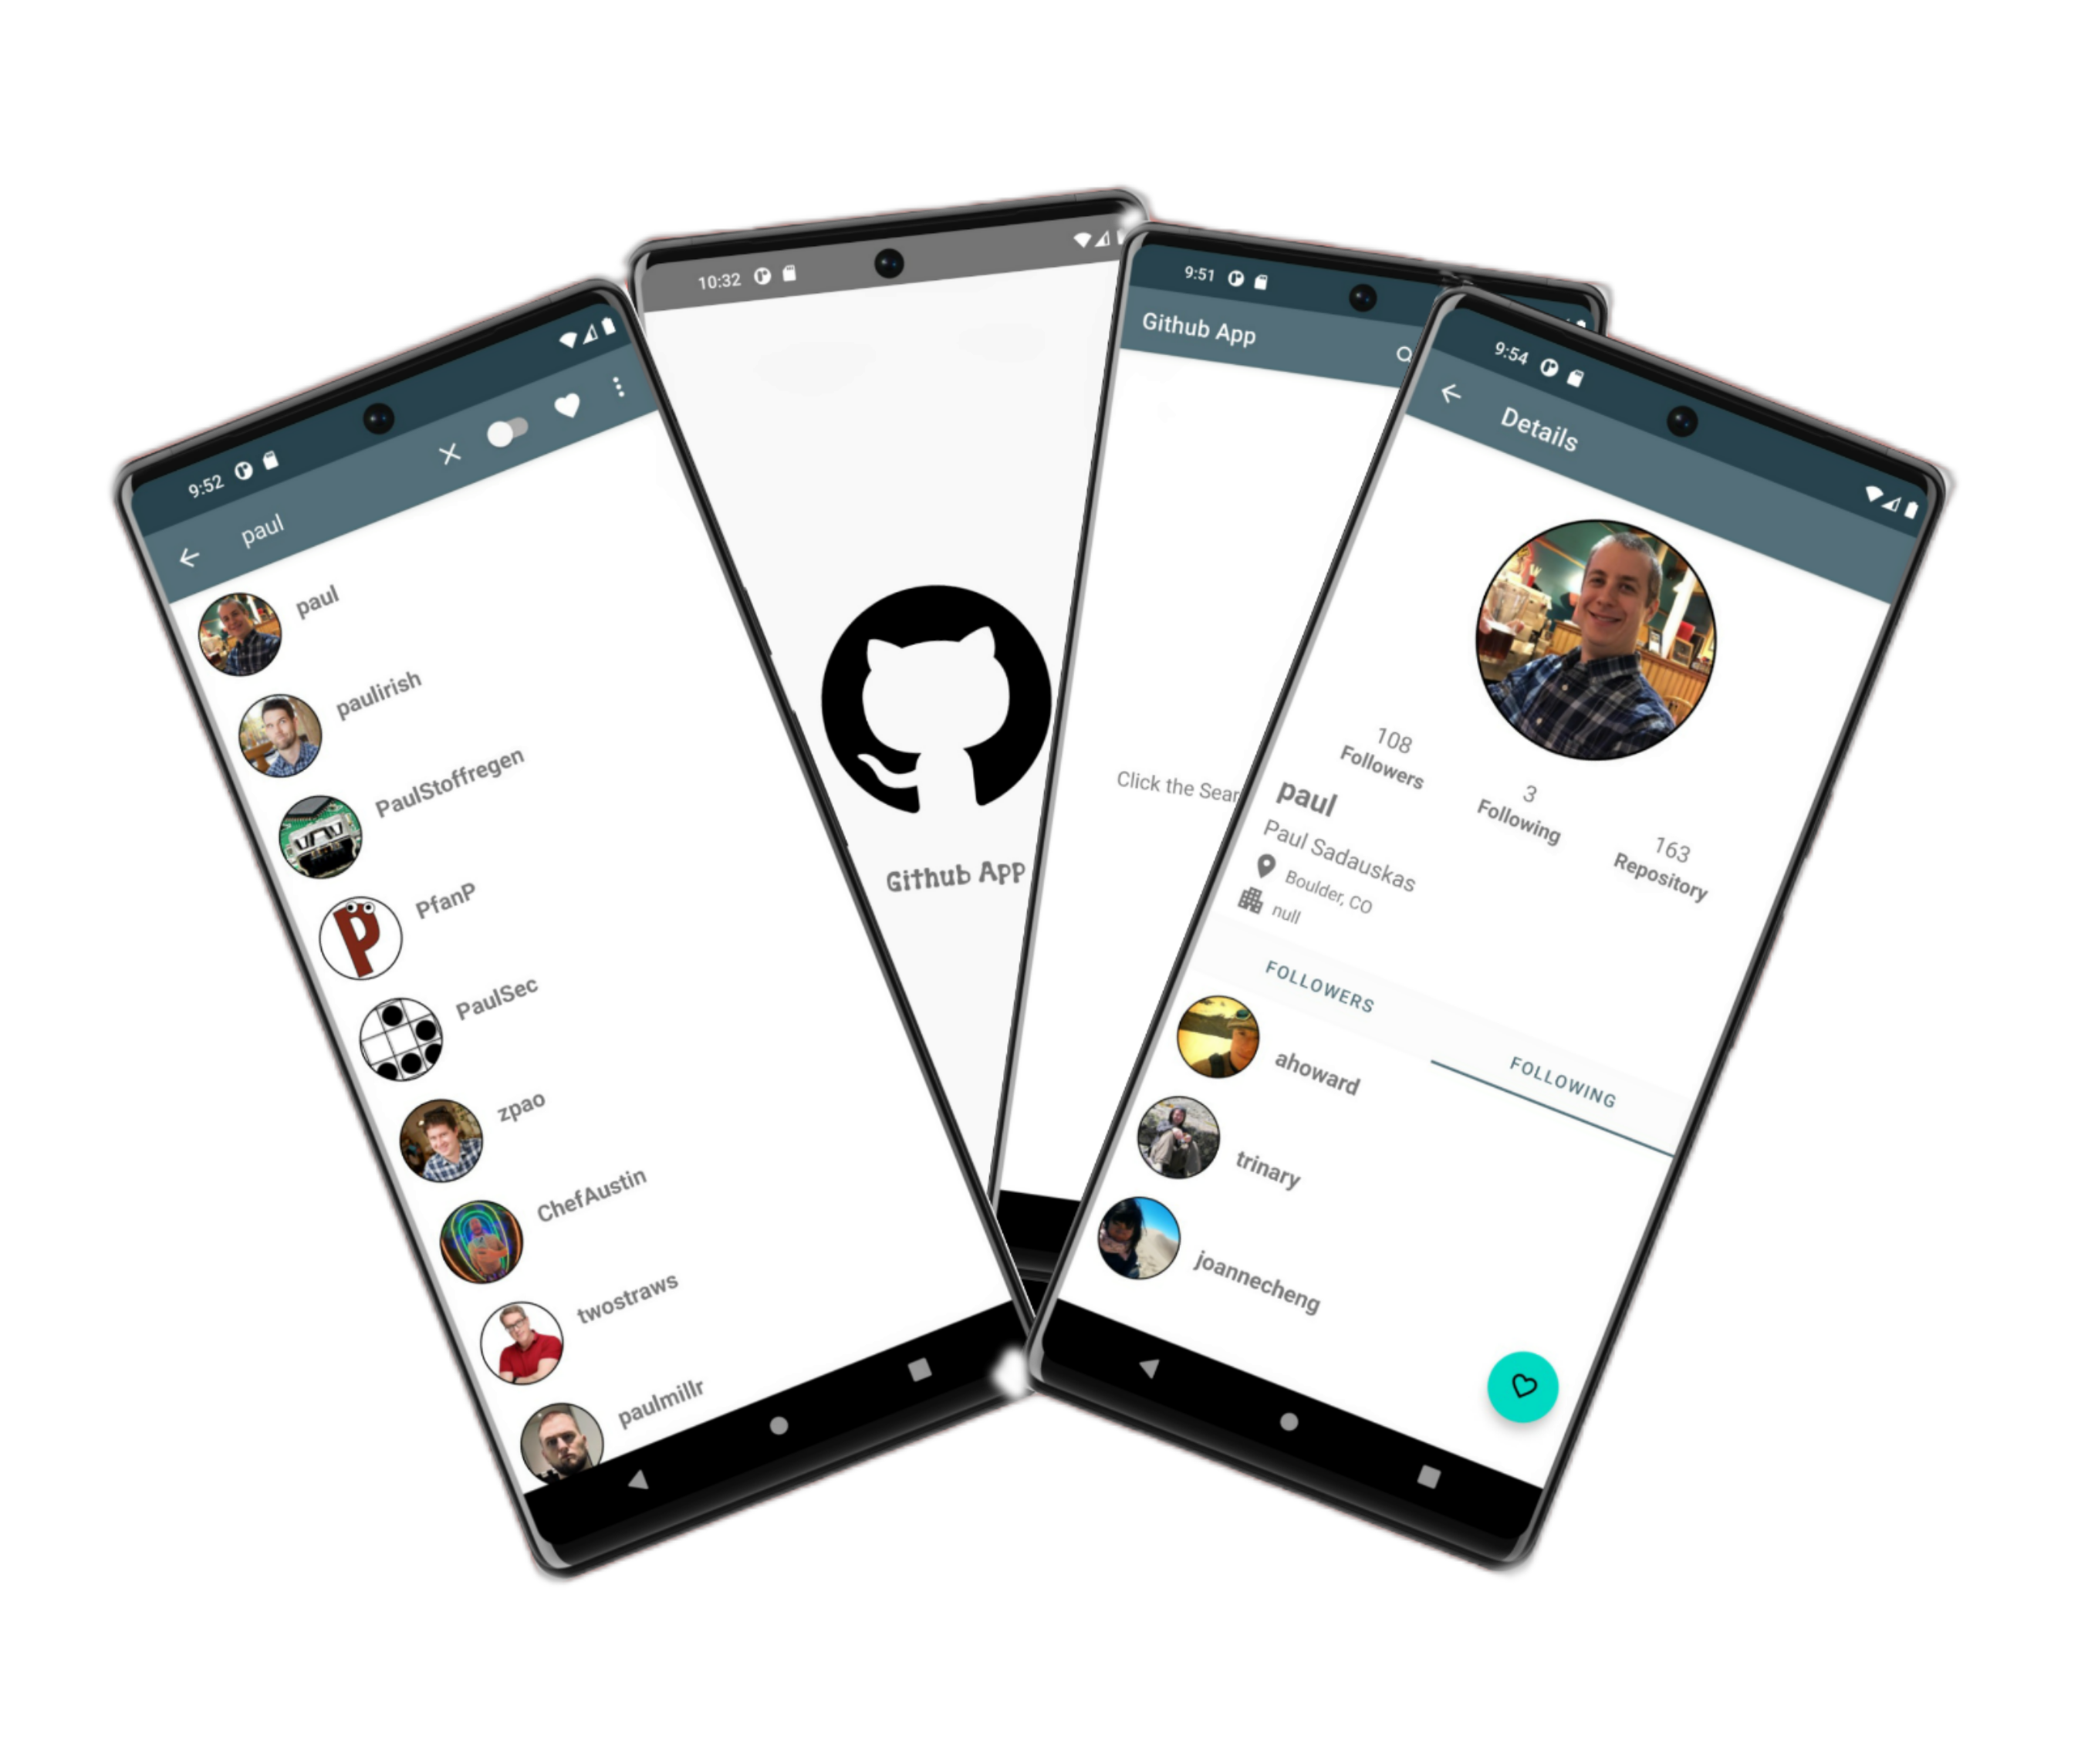 9:52
paul
paul
paulirish
PaulStoffregen
PfanP
PaulSec
zpao
ChefAustin
twostraws
paulmillr
10:32
Github App
9:51
Github App
Click the Sear
9:54
Details
108
Followers
3
Following
163
Repository
paul
Paul Sadauskas
Boulder, CO
null
FOLLOWERS
FOLLOWING
ahoward
trinary
joannecheng